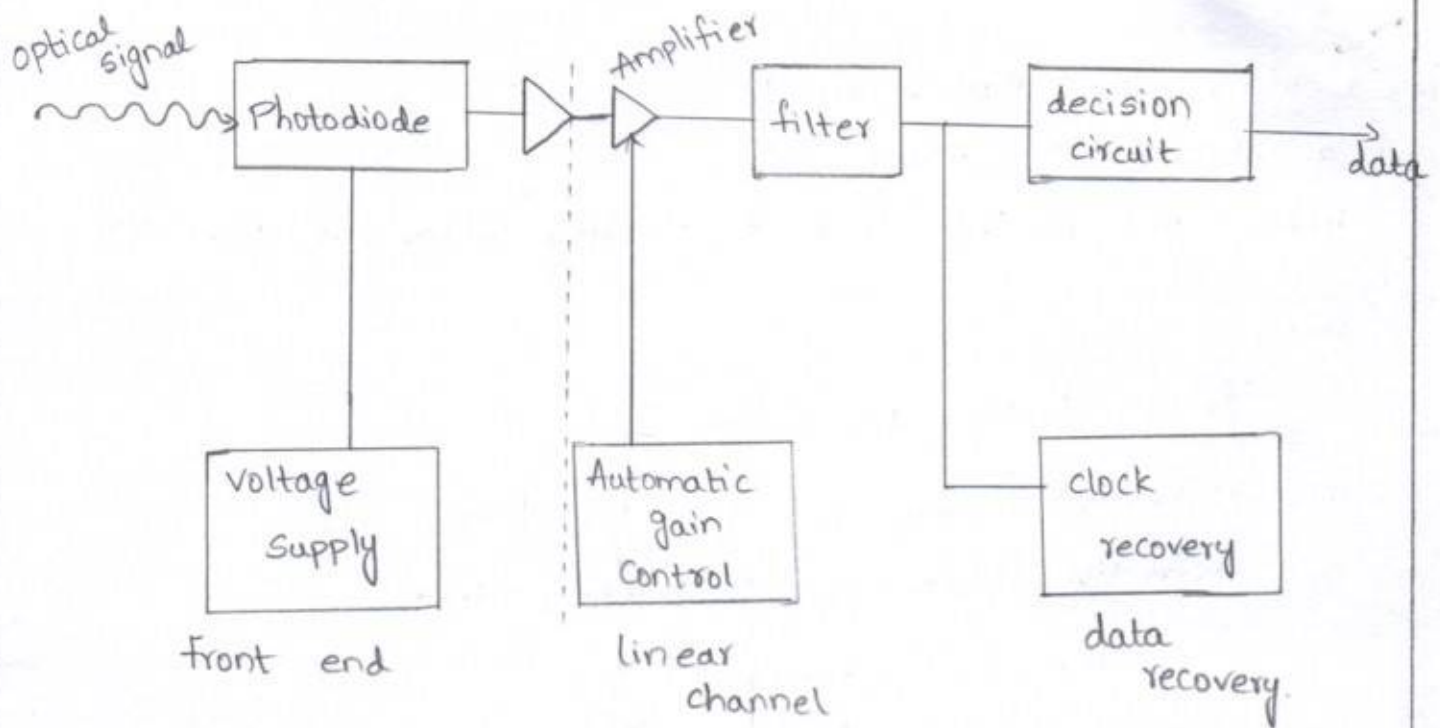 optical
signal
Photodiode
Amplifier
filter
decision
circuit
data
voltage
supply
Automatic
gain
Control
clock
recovery
front end
linear
channel
data
recovery.